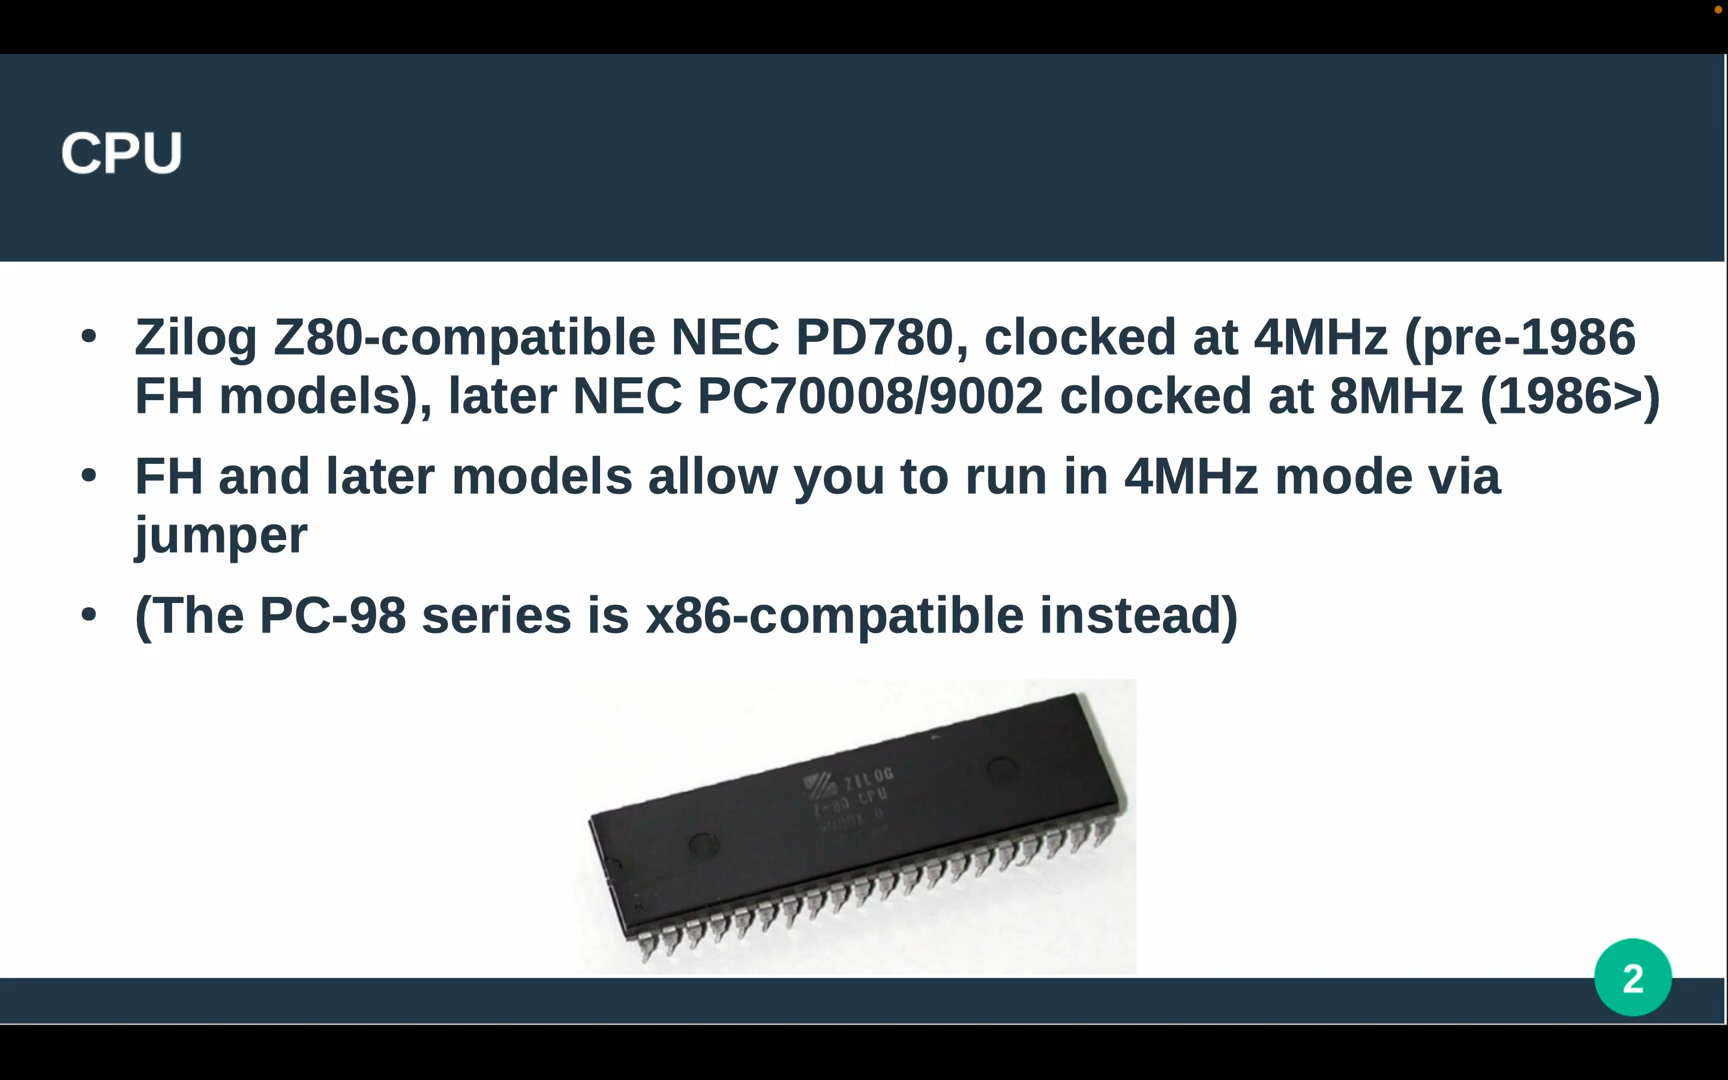 CPU
• Zilog Z80-compatible NEC PD780, clocked at 4MHz (pre-1986
FH models), later NEC PC70008/9002 clocked at 8MHz (1986>)
• FH and later models allow you to run in 4MHz mode via
jumper
• (The PC-98 series is x86-compatible instead)
ZILOG
Z-80 CPU
2